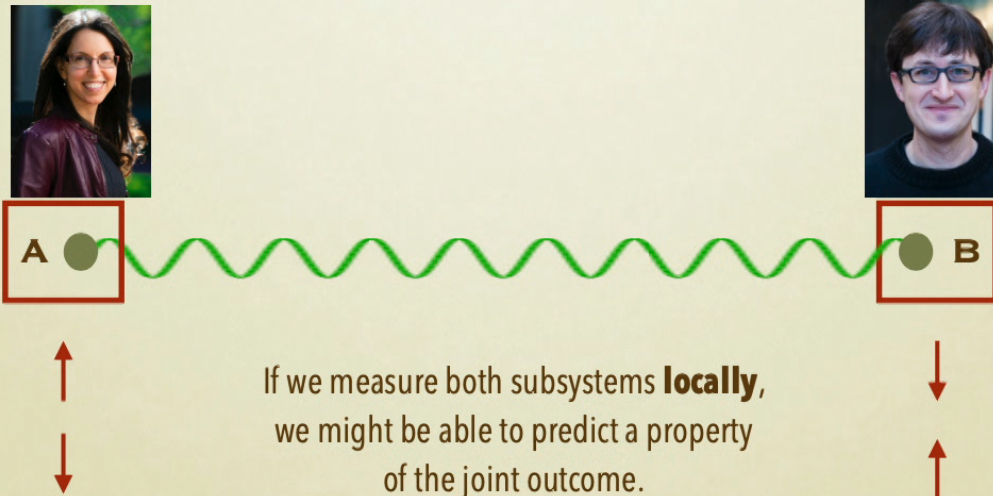 A
B
If we measure both subsystems locally,
we might be able to predict a property
of the joint outcome.